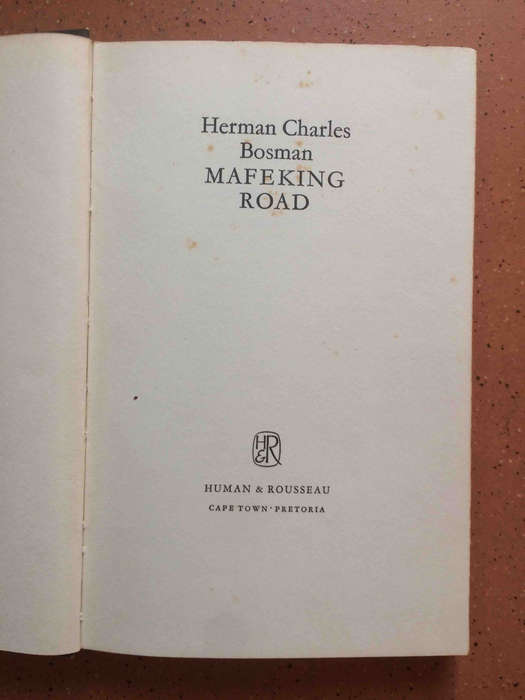 Herman Charles
Bosman
MAFEKING
ROAD
H&R
HUMAN & ROUSSEAU
CAPE TOWN · PRETORIA